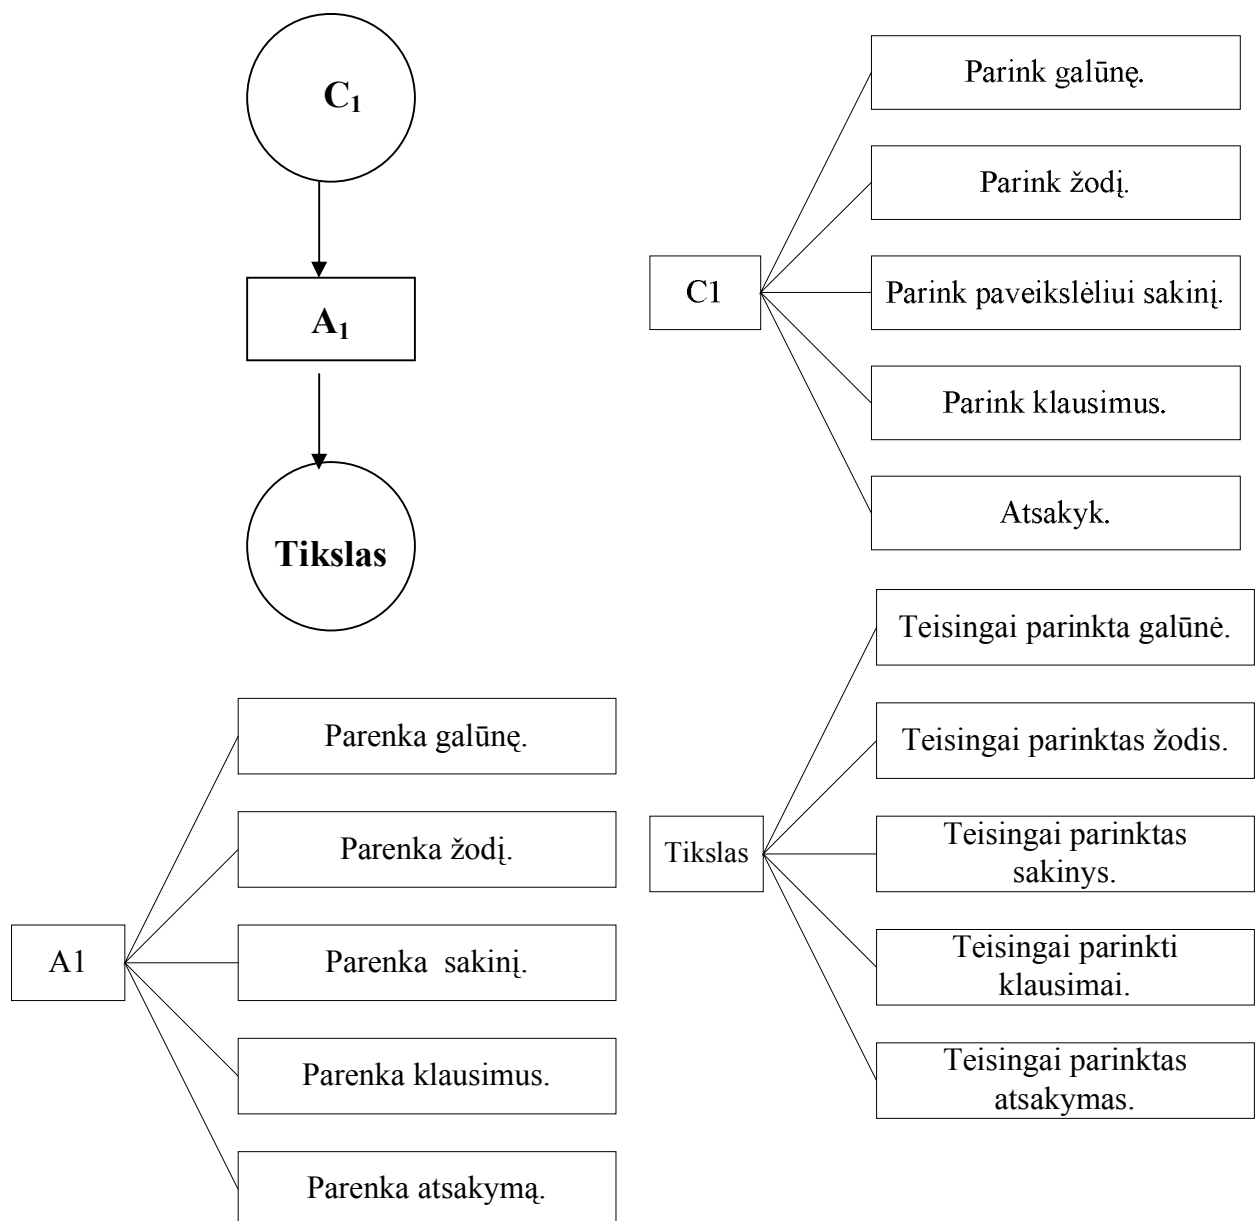 C₁
A₁
Tikslas
C1
Parink galūnę.
Parink žodį.
Parink paveikslėliui sakinį.
Parink klausimus.
Atsakyk.
A1
Parenka galūnę.
Parenka žodį.
Parenka  sakinį.
Parenka klausimus.
Parenka atsakymą.
Tikslas
Teisingai parinkta galūnė.
Teisingai parinktas žodis.
Teisingai parinktas
sakinys.
Teisingai parinkti
klausimai.
Teisingai parinktas
atsakymas.